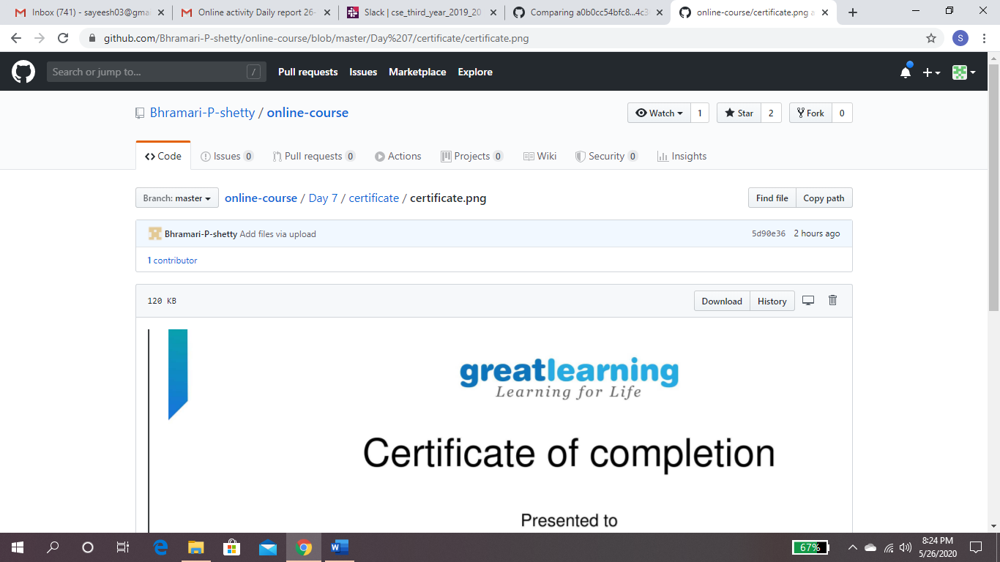 Inbox (741) - sayeesh03@gmai
Online activity Daily report 26-
Slack | cse_third_year_2019_20
Comparing a0b0cc54bfc8...4c3
online-course/certificate.png a
github.com/Bhramari-P-shetty/online-course/blob/master/Day%207/certificate/certificate.png
S
Search or jump to... /
Pull requests Issues Marketplace Explore
Bhramari-P-shetty / online-course
Watch 1 Star 2 Fork 0
Code Issues 0 Pull requests 0 Actions Projects 0 Wiki Security 0 Insights
Branch: master online-course / Day 7 / certificate / certificate.png
Find file Copy path
Bhramari-P-shetty Add files via upload 5d90e36 2 hours ago
1 contributor
120 KB Download History
greatlearning
Learning for Life
Certificate of completion
Presented to
67%
8:24 PM
5/26/2020